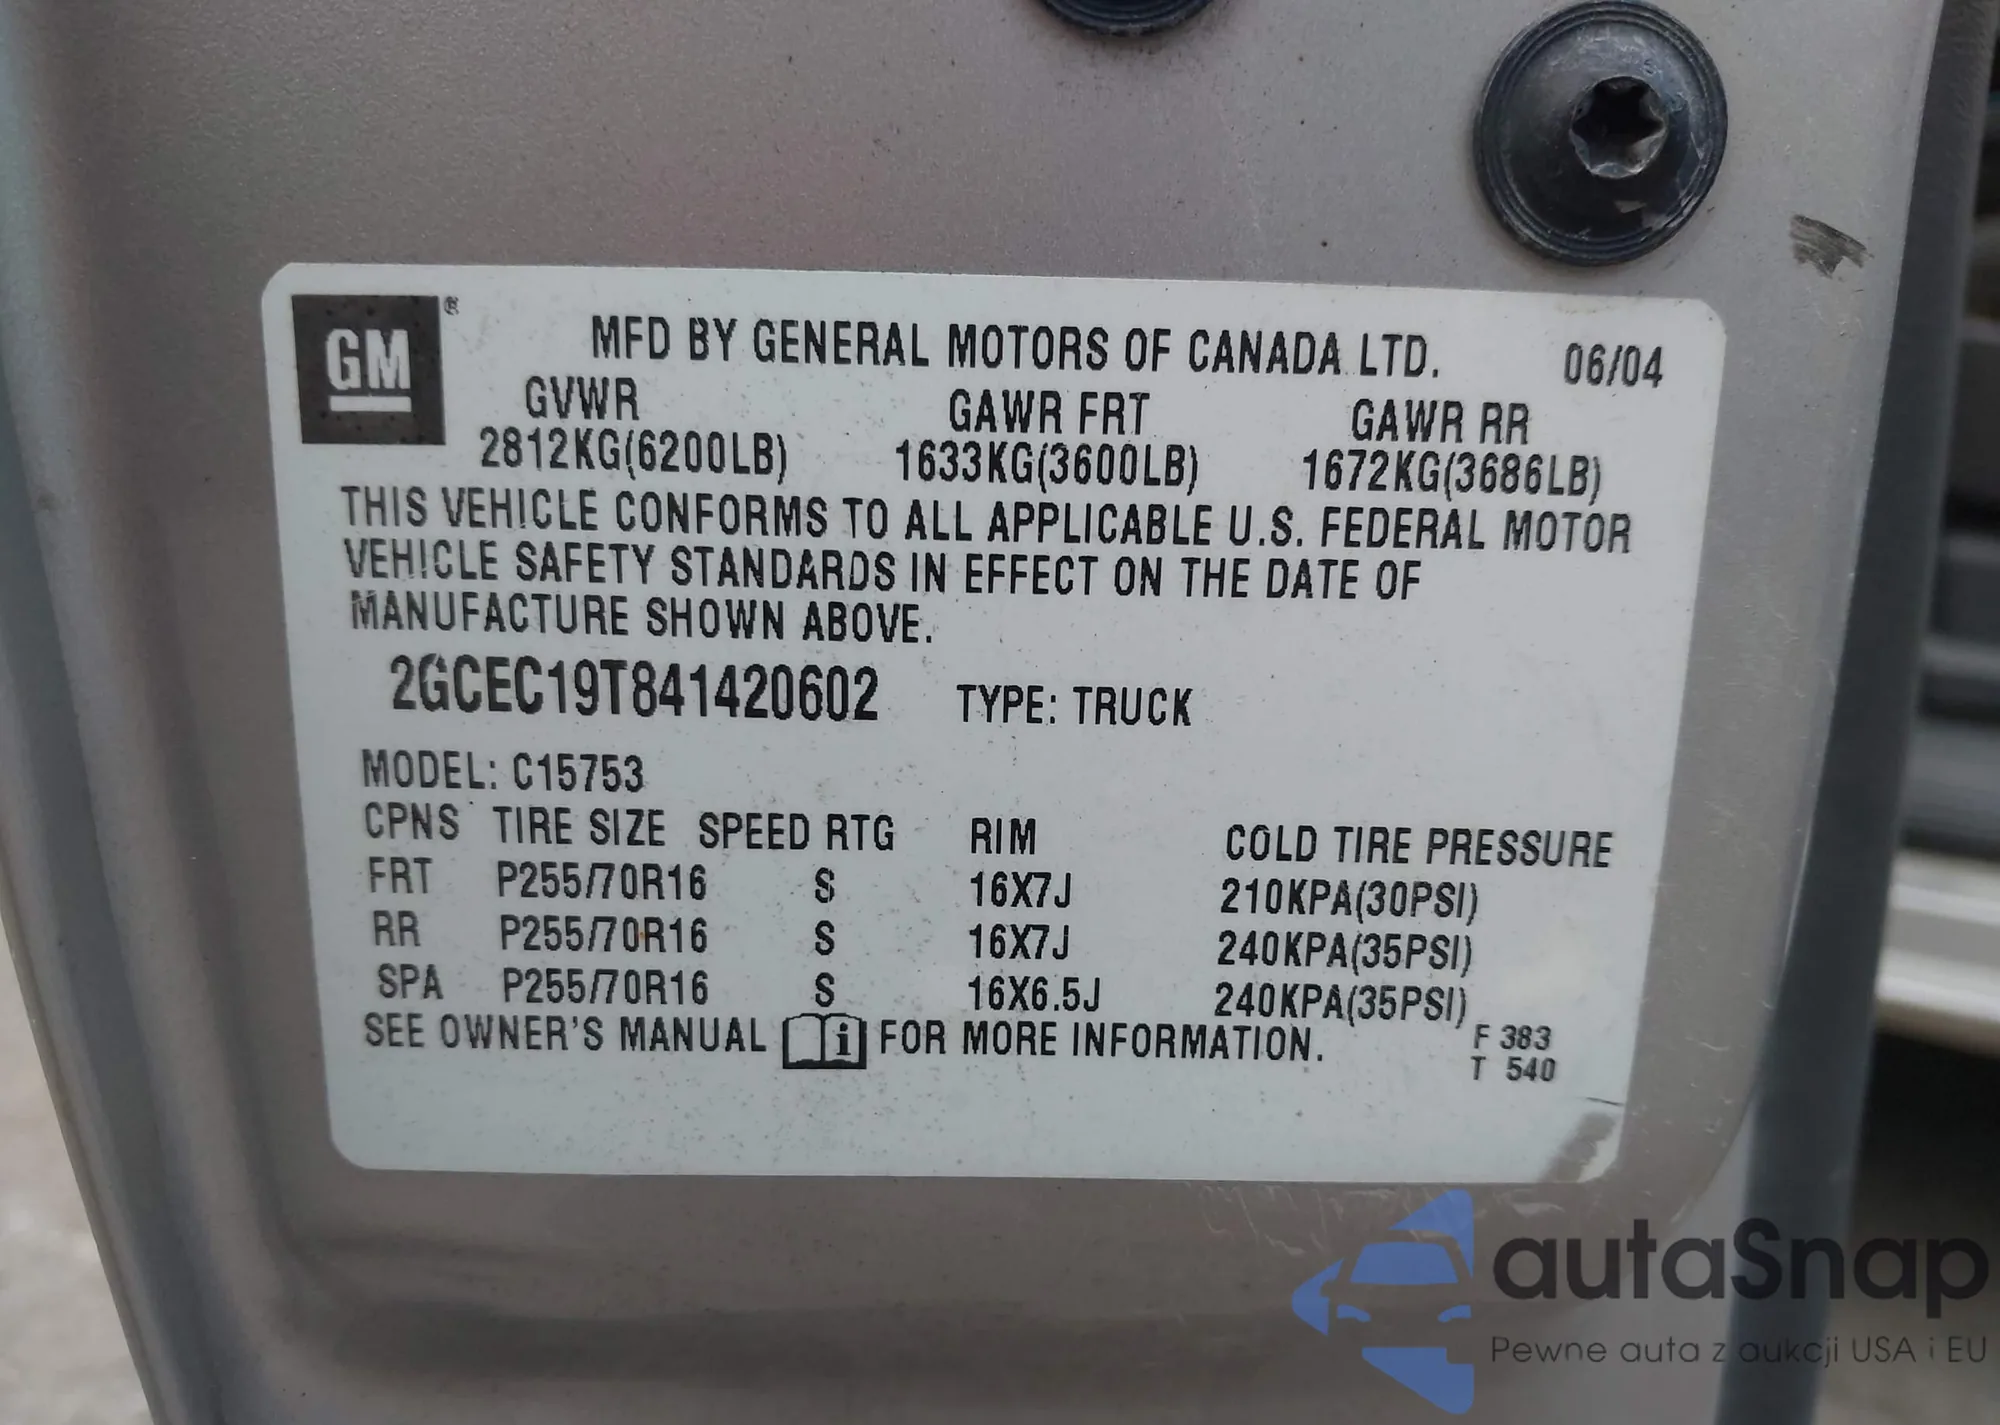 GM®
MFD BY GENERAL MOTORS OF CANADA LTD. 06/04
GVWR GAWR FRT GAWR RR
2812KG(6200LB) 1633KG(3600LB) 1672KG(3686LB)
THIS VEHICLE CONFORMS TO ALL APPLICABLE U.S. FEDERAL MOTOR
VEHICLE SAFETY STANDARDS IN EFFECT ON THE DATE OF
MANUFACTURE SHOWN ABOVE.
2GCEC19T841420602 TYPE: TRUCK
MODEL: C15753
CPNS TIRE SIZE SPEED RTG RIM COLD TIRE PRESSURE
FRT P255/70R16 S 16X7J 210KPA(30PSI)
RR P255/70R16 S 16X7J 240KPA(35PSI)
SPA P255/70R16 S 16X6.5J 240KPA(35PSI)
SEE OWNER'S MANUAL i FOR MORE INFORMATION.
F 383
T 540
autaSnap
Pewne auta z aukcji USA i EU